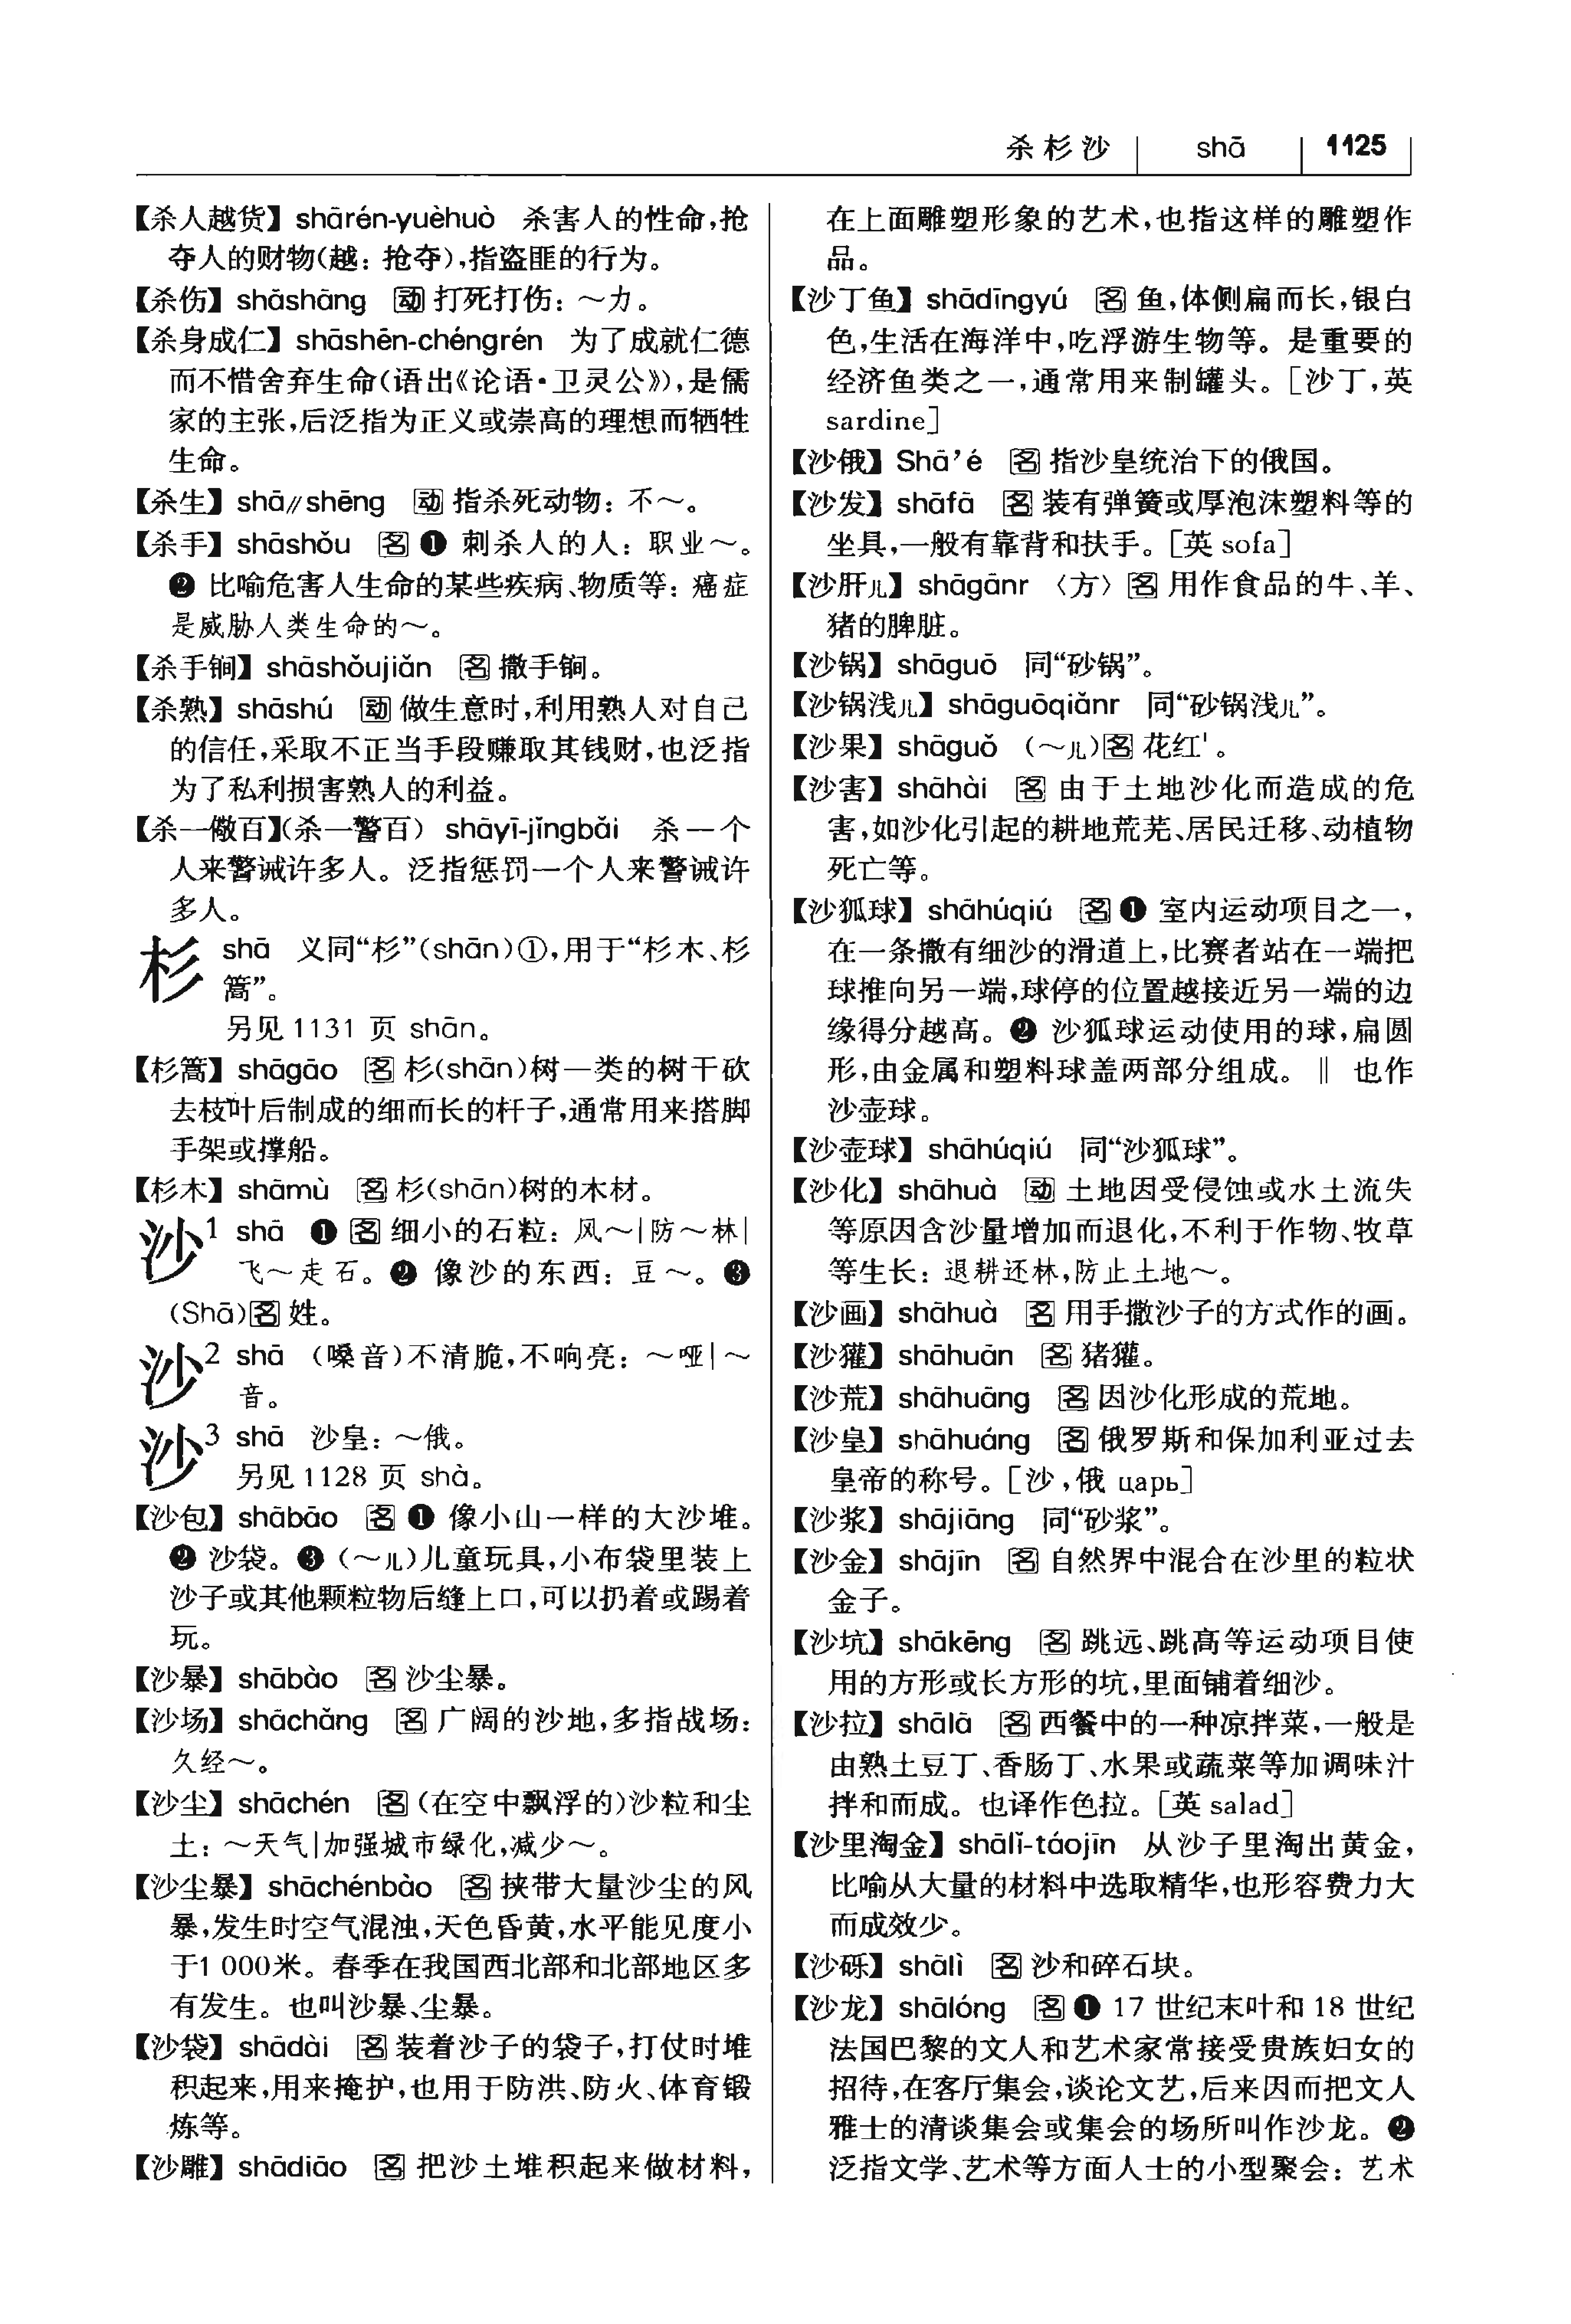 杀杉沙 | shā | 1125
【杀人越货】shārén-yuèhuò 杀害人的性命,抢
夺人的财物(越：抢夺),指盗匪的行为。
【杀伤】shāshāng 动 打死打伤：～力。
【杀身成仁】shāshēn-chéngrén 为了成就仁德
而不惜舍弃生命(语出《论语·卫灵公》),是儒
家的主张,后泛指为正义或崇高的理想而牺牲
生命。
【杀生】shā∥shēng 动 指杀死动物：不～。
【杀手】shāshǒu 名 ❶ 刺杀人的人：职业～。
❷ 比喻危害人生命的某些疾病、物质等：癌症
是威胁人类生命的～。
【杀手锏】shāshǒujiǎn 名 撒手锏。
【杀熟】shāshú 动 做生意时,利用熟人对自己
的信任,采取不正当手段赚取其钱财,也泛指
为了私利损害熟人的利益。
【杀一儆百】(杀一警百) shāyī-jǐngbǎi 杀一个
人来警诫许多人。泛指惩罚一个人来警诫许
多人。
杉 shā 义同“杉”(shān)①,用于“杉木、杉
篙”。
另见 1131 页 shān。
【杉篙】shāgāo 名 杉(shān)树一类的树干砍
去枝叶后制成的细而长的杆子,通常用来搭脚
手架或撑船。
【杉木】shāmù 名 杉(shān)树的木材。
沙1 shā ❶ 名 细小的石粒：风～|防～林|
飞～走石。❷ 像沙的东西：豆～。❸
(Shā)名 姓。
沙2 shā (嗓音)不清脆,不响亮：～哑|～
音。
沙3 shā 沙皇：～俄。
另见 1128 页 shà。
【沙包】shābāo 名 ❶ 像小山一样的大沙堆。
❷ 沙袋。❸ (～儿)儿童玩具,小布袋里装上
沙子或其他颗粒物后缝上口,可以扔着或踢着
玩。
【沙暴】shābào 名 沙尘暴。
【沙场】shāchǎng 名 广阔的沙地,多指战场：
久经～。
【沙尘】shāchén 名 (在空中飘浮的)沙粒和尘
土：～天气|加强城市绿化,减少～。
【沙尘暴】shāchénbào 名 挟带大量沙尘的风
暴,发生时空气混浊,天色昏黄,水平能见度小
于1 000米。春季在我国西北部和北部地区多
有发生。也叫沙暴、尘暴。
【沙袋】shādài 名 装着沙子的袋子,打仗时堆
积起来,用来掩护,也用于防洪、防火、体育锻
炼等。
【沙雕】shādiāo 名 把沙土堆积起来做材料,
在上面雕塑形象的艺术,也指这样的雕塑作
品。
【沙丁鱼】shādīngyú 名 鱼,体侧扁而长,银白
色,生活在海洋中,吃浮游生物等。是重要的
经济鱼类之一,通常用来制罐头。[沙丁,英
sardine]
【沙俄】Shā’é 名 指沙皇统治下的俄国。
【沙发】shāfā 名 装有弹簧或厚泡沫塑料等的
坐具,一般有靠背和扶手。[英 sofa]
【沙肝儿】shāgānr 〈方〉名 用作食品的牛、羊、
猪的脾脏。
【沙锅】shāguō 同“砂锅”。
【沙锅浅儿】shāguōqiǎnr 同“砂锅浅儿”。
【沙果】shāguǒ (～儿)名 花红1。
【沙害】shāhài 名 由于土地沙化而造成的危
害,如沙化引起的耕地荒芜、居民迁移、动植物
死亡等。
【沙狐球】shāhúqiú 名 ❶ 室内运动项目之一,
在一条撒有细沙的滑道上,比赛者站在一端把
球推向另一端,球停的位置越接近另一端的边
缘得分越高。❷ 沙狐球运动使用的球,扁圆
形,由金属和塑料球盖两部分组成。‖ 也作
沙壶球。
【沙壶球】shāhúqiú 同“沙狐球”。
【沙化】shāhuà 动 土地因受侵蚀或水土流失
等原因含沙量增加而退化,不利于作物、牧草
等生长：退耕还林,防止土地～。
【沙画】shāhuà 名 用手撒沙子的方式作的画。
【沙獾】shāhuān 名 猪獾。
【沙荒】shāhuāng 名 因沙化形成的荒地。
【沙皇】shāhuáng 名 俄罗斯和保加利亚过去
皇帝的称号。[沙,俄 царь]
【沙浆】shājiāng 同“砂浆”。
【沙金】shājīn 名 自然界中混合在沙里的粒状
金子。
【沙坑】shākēng 名 跳远、跳高等运动项目使
用的方形或长方形的坑,里面铺着细沙。
【沙拉】shālā 名 西餐中的一种凉拌菜,一般是
由熟土豆丁、香肠丁、水果或蔬菜等加调味汁
拌和而成。也译作色拉。[英 salad]
【沙里淘金】shālǐ-táojīn 从沙子里淘出黄金,
比喻从大量的材料中选取精华,也形容费力大
而成效少。
【沙砾】shālì 名 沙和碎石块。
【沙龙】shālóng 名 ❶ 17 世纪末叶和 18 世纪
法国巴黎的文人和艺术家常接受贵族妇女的
招待,在客厅集会,谈论文艺,后来因而把文人
雅士的清谈集会或集会的场所叫作沙龙。❷
泛指文学、艺术等方面人士的小型聚会：艺术